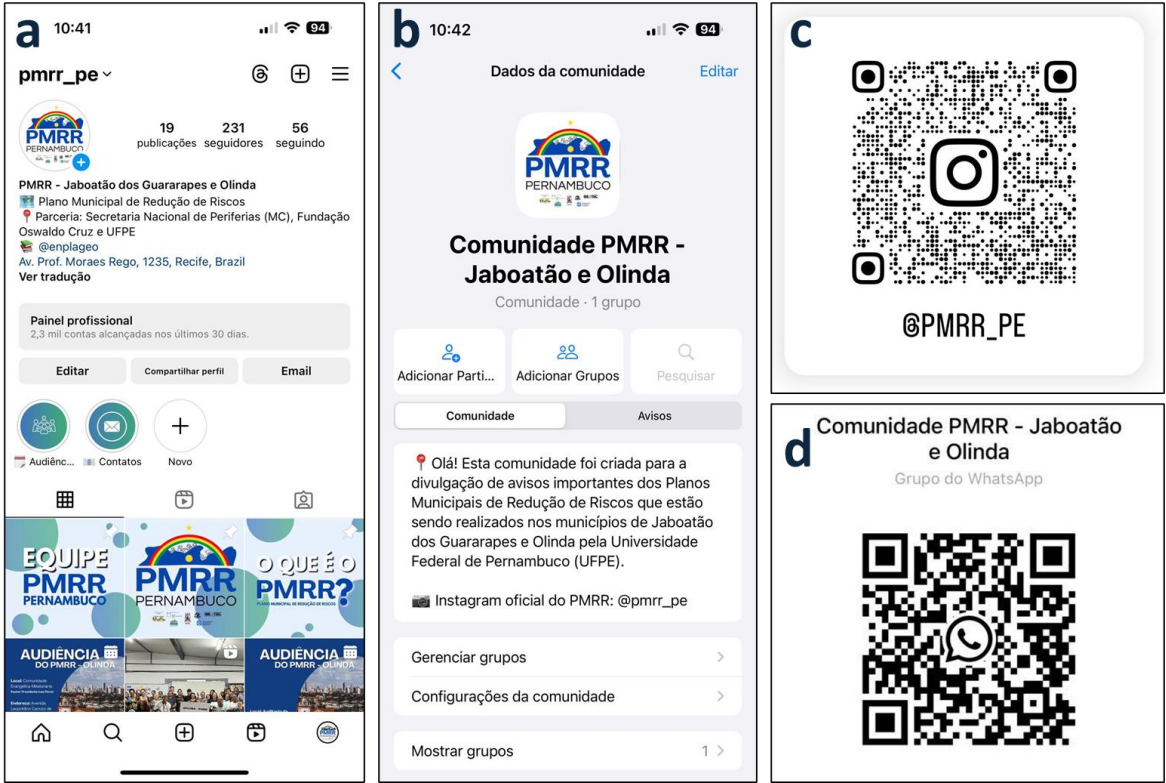 a
10:41
94
pmrr_pe
PMRR
PERNAMBUCO
19 231 56
publicações seguidores seguindo
PMRR - Jaboatão dos Guararapes e Olinda
Plano Municipal de Redução de Riscos
Parceria: Secretaria Nacional de Periferias (MC), Fundação
Oswaldo Cruz e UFPE
@enplageo
Av. Prof. Moraes Rego, 1235, Recife, Brazil
Ver tradução
Painel profissional
2,3 mil contas alcançadas nos últimos 30 dias.
Editar Compartilhar perfil Email
Audiênc... Contatos Novo
EQUIPE
PMRR
PERNAMBUCO
PMRR
PERNAMBUCO
O QUE É O
PMRR?
PLANO MUNICIPAL DE REDUÇÃO DE RISCOS
AUDIÊNCIA
DO PMRR - OLINDA
Local: Comunidade
Evangélica Missionária
AUDIÊNCIA
DO PMRR - OLINDA
b
10:42
94
Dados da comunidade
Editar
PMRR
PERNAMBUCO
Comunidade PMRR -
Jaboatão e Olinda
Comunidade · 1 grupo
Adicionar Parti... Adicionar Grupos Pesquisar
Comunidade Avisos
Olá! Esta comunidade foi criada para a
divulgação de avisos importantes dos Planos
Municipais de Redução de Riscos que estão
sendo realizados nos municípios de Jaboatão
dos Guararapes e Olinda pela Universidade
Federal de Pernambuco (UFPE).
Instagram oficial do PMRR: @pmrr_pe
Gerenciar grupos
Configurações da comunidade
Mostrar grupos 1
c
@PMRR_PE
d
Comunidade PMRR - Jaboatão
e Olinda
Grupo do WhatsApp